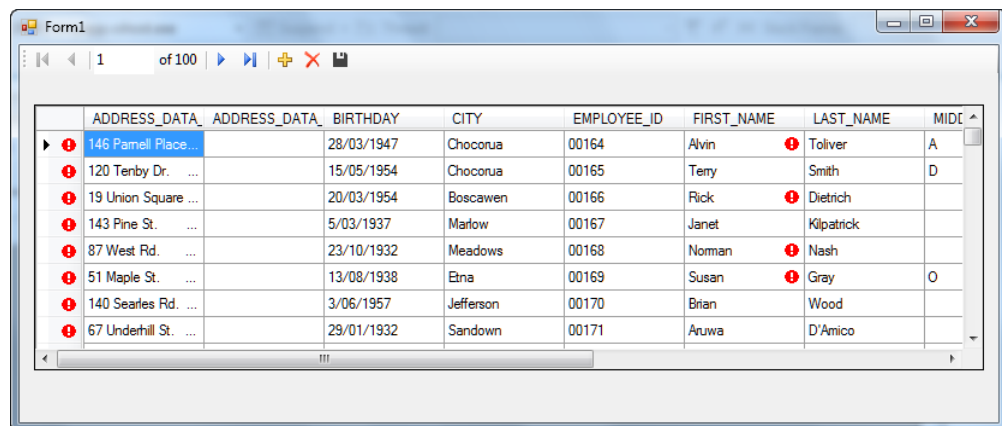 Form1
1 of 100
ADDRESS_DATA_ ADDRESS_DATA_ BIRTHDAY CITY EMPLOYEE_ID FIRST_NAME LAST_NAME MIDD
146 Parnell Place... 28/03/1947 Chocorua 00164 Alvin Toliver A
120 Tenby Dr. ... 15/05/1954 Chocorua 00165 Terry Smith D
19 Union Square ... 20/03/1954 Boscawen 00166 Rick Dietrich
143 Pine St. ... 5/03/1937 Marlow 00167 Janet Kilpatrick
87 West Rd. ... 23/10/1932 Meadows 00168 Norman Nash
51 Maple St. ... 13/08/1938 Etna 00169 Susan Gray O
140 Searles Rd. ... 3/06/1957 Jefferson 00170 Brian Wood
67 Underhill St. ... 29/01/1932 Sandown 00171 Aruwa D'Amico